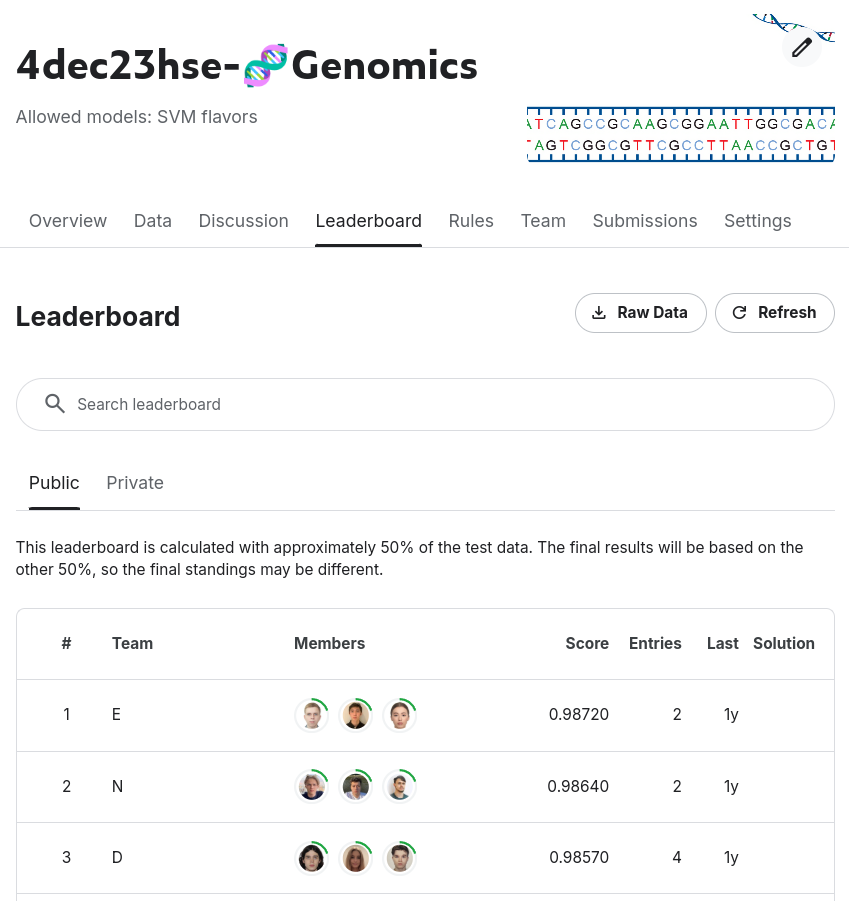 4dec23hse-🧬Genomics
Allowed models: SVM flavors
ATCAGCCGCAAGCGGAATTGGCGACA
TAGTCGGCGTTCGCCTTAACCGCTGT
Overview Data Discussion Leaderboard Rules Team Submissions Settings
Leaderboard
Raw Data Refresh
Search leaderboard
Public Private
This leaderboard is calculated with approximately 50% of the test data. The final results will be based on the
other 50%, so the final standings may be different.
# Team Members Score Entries Last Solution
1 E 0.98720 2 1y
2 N 0.98640 2 1y
3 D 0.98570 4 1y